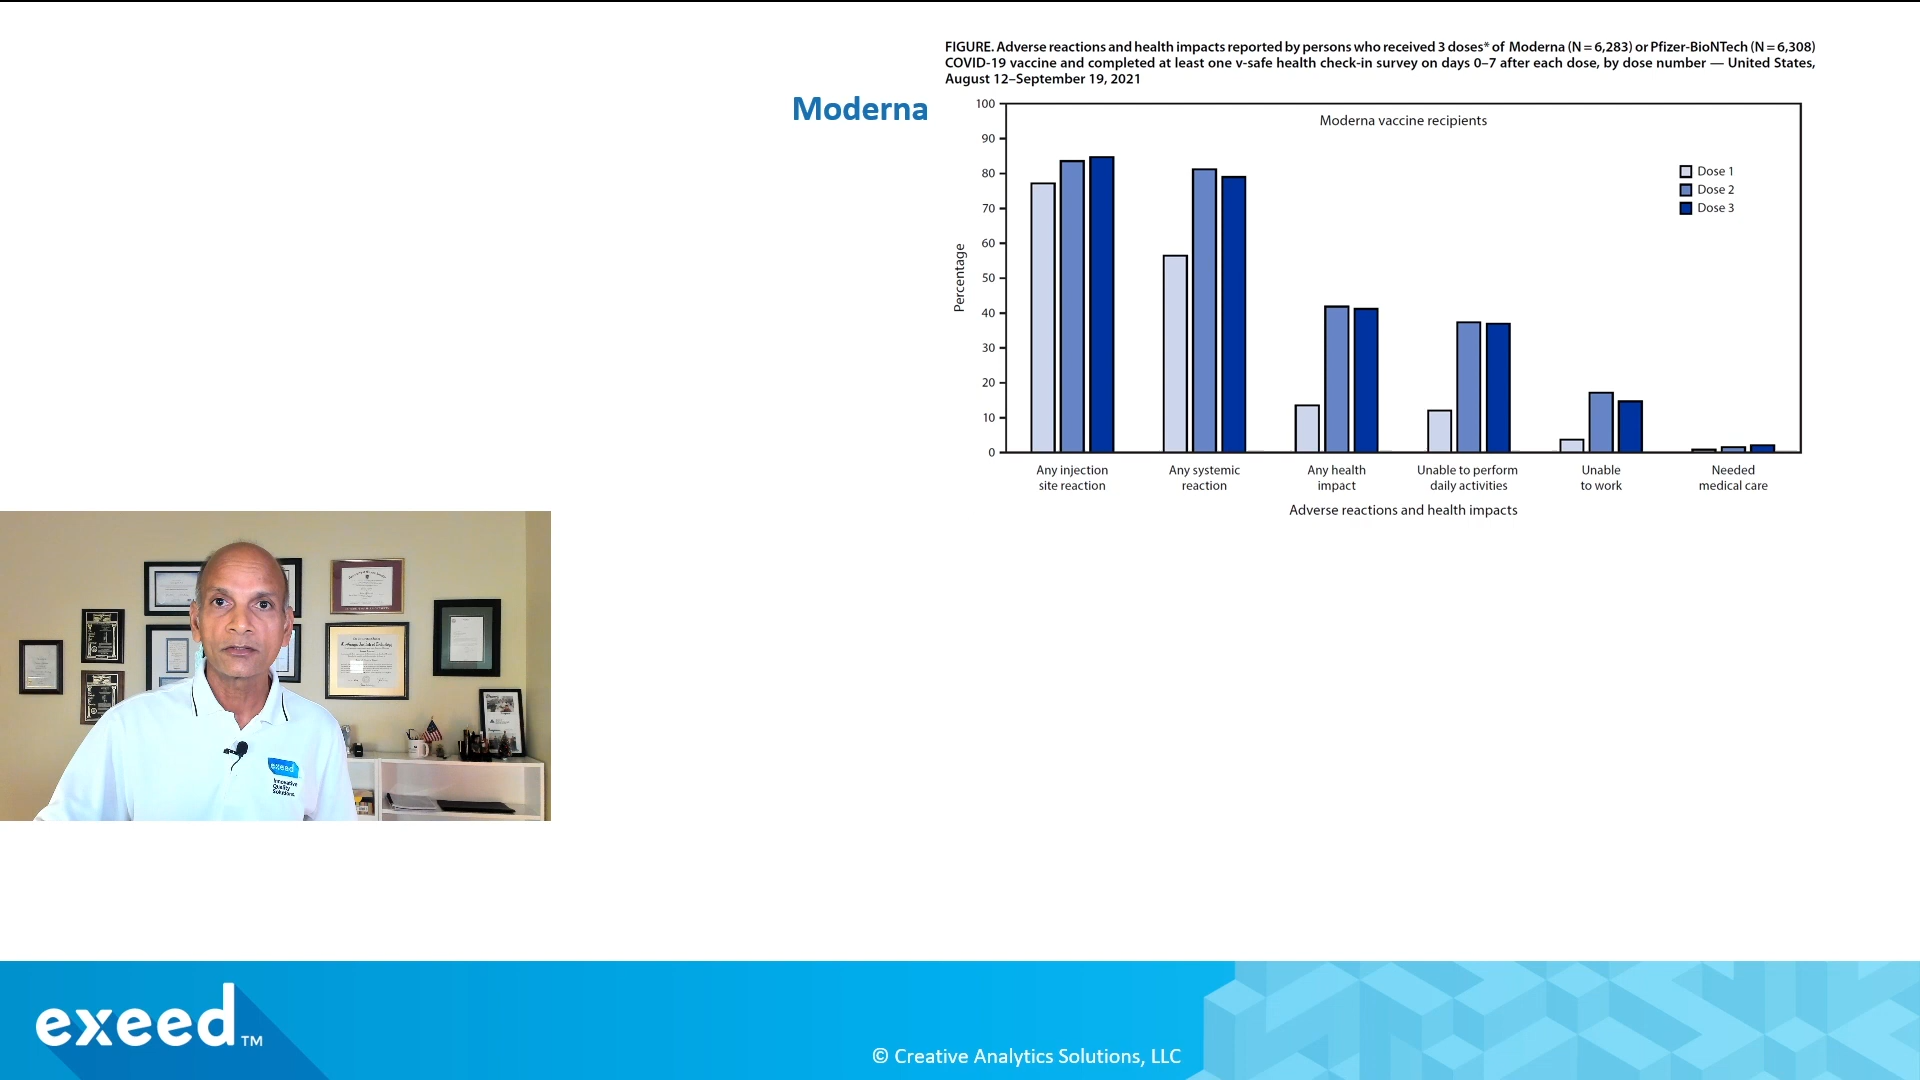 FIGURE. Adverse reactions and health impacts reported by persons who received 3 doses* of Moderna (N = 6,283) or Pfizer-BioNTech (N = 6,308)
COVID-19 vaccine and completed at least one v-safe health check-in survey on days 0–7 after each dose, by dose number — United States,
August 12–September 19, 2021
Moderna
Moderna vaccine recipients
100
90
80
70
60
50
40
30
20
10
0
Percentage
Dose 1
Dose 2
Dose 3
Any injection
site reaction
Any systemic
reaction
Any health
impact
Unable to perform
daily activities
Unable
to work
Needed
medical care
Adverse reactions and health impacts
exeed
Innovative
Quality
Solutions
exeed™
© Creative Analytics Solutions, LLC